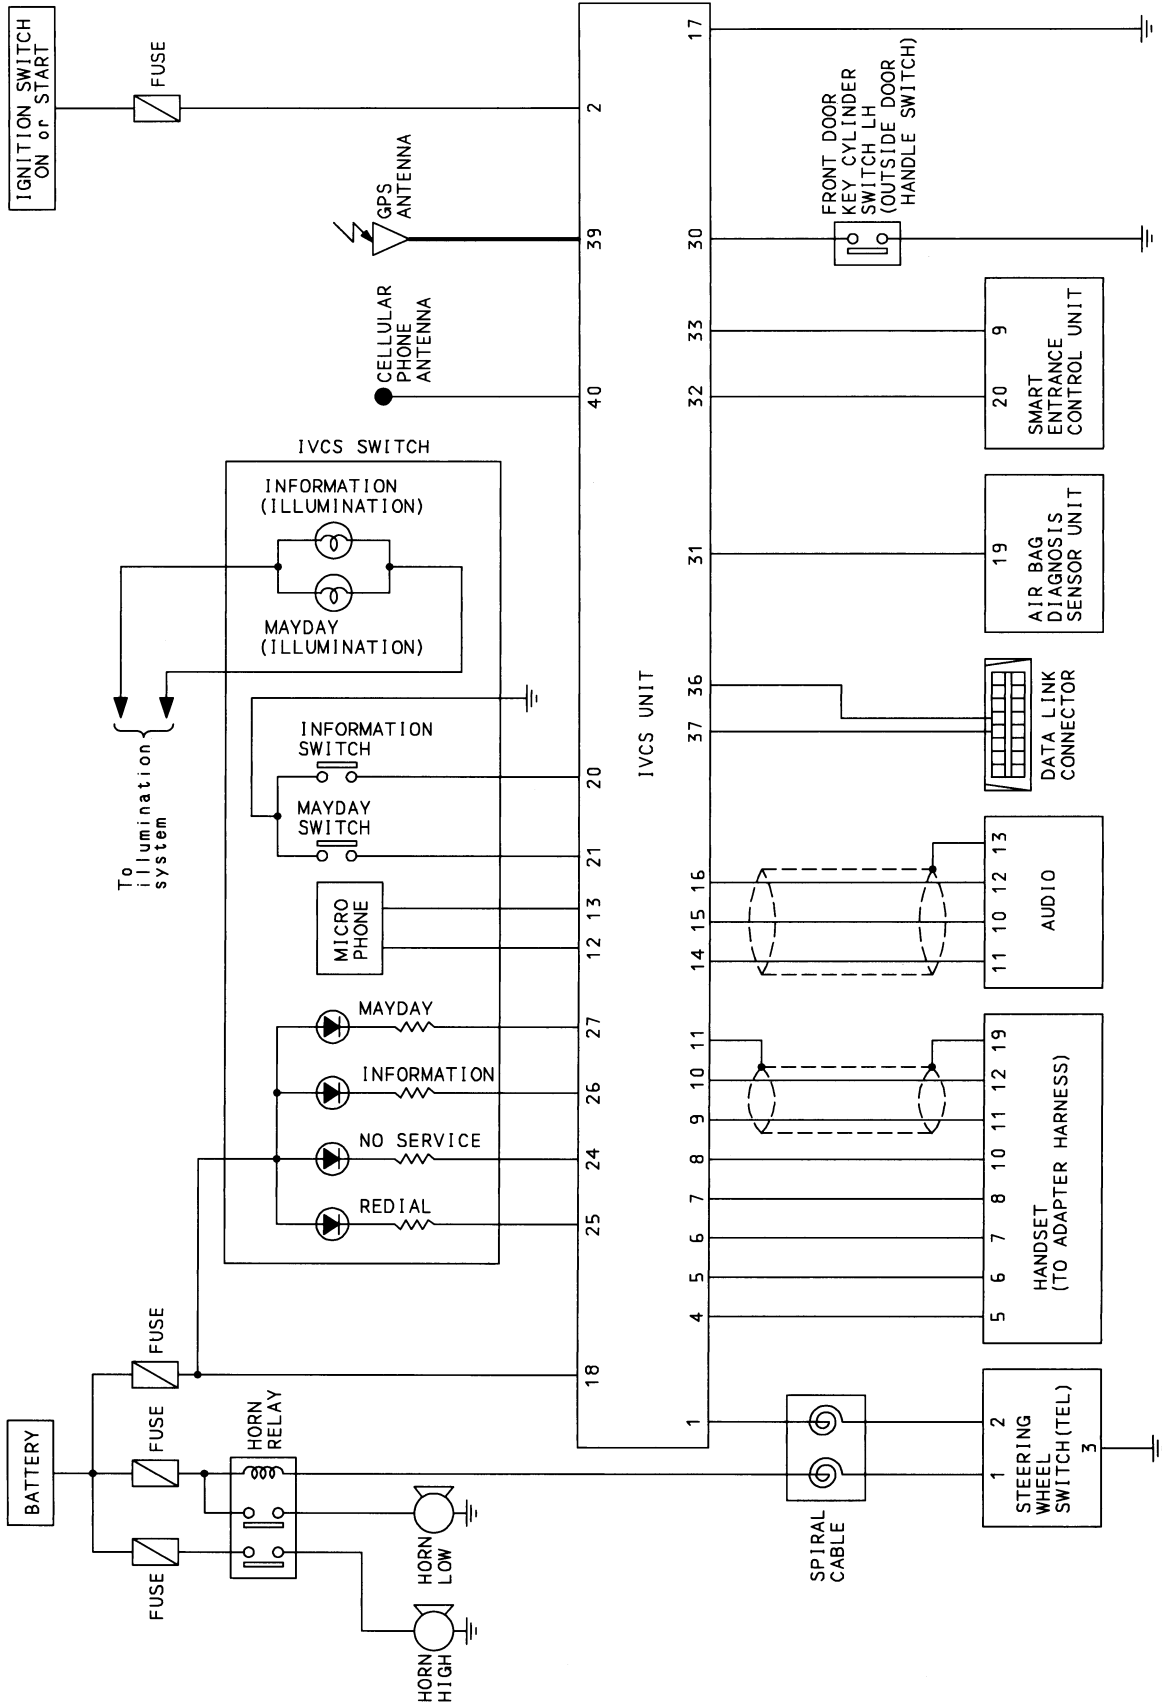 BATTERY
IGNITION SWITCH
ON or START
FUSE
FUSE
FUSE
FUSE
HORN
RELAY
HORN
HIGH
HORN
LOW
To
illumination
system
IVCS SWITCH
REDIAL
NO SERVICE
INFORMATION
MAYDAY
MICRO
PHONE
MAYDAY
SWITCH
INFORMATION
SWITCH
MAYDAY
(ILLUMINATION)
INFORMATION
(ILLUMINATION)
CELLULAR
PHONE
ANTENNA
GPS
ANTENNA
18
25
24
26
27
12
13
21
20
40
39
2
IVCS UNIT
1
4
5
6
7
8
9
10
11
14
15
16
37
36
31
32
33
30
17
SPIRAL
CABLE
FRONT DOOR
KEY CYLINDER
SWITCH LH
(OUTSIDE DOOR
HANDLE SWITCH)
1
2
STEERING
WHEEL
SWITCH(TEL)
3
5
6
7
8
10
11
12
19
HANDSET
(TO ADAPTER HARNESS)
11
10
12
13
AUDIO
DATA LINK
CONNECTOR
19
AIR BAG
DIAGNOSIS
SENSOR UNIT
20
9
SMART
ENTRANCE
CONTROL UNIT